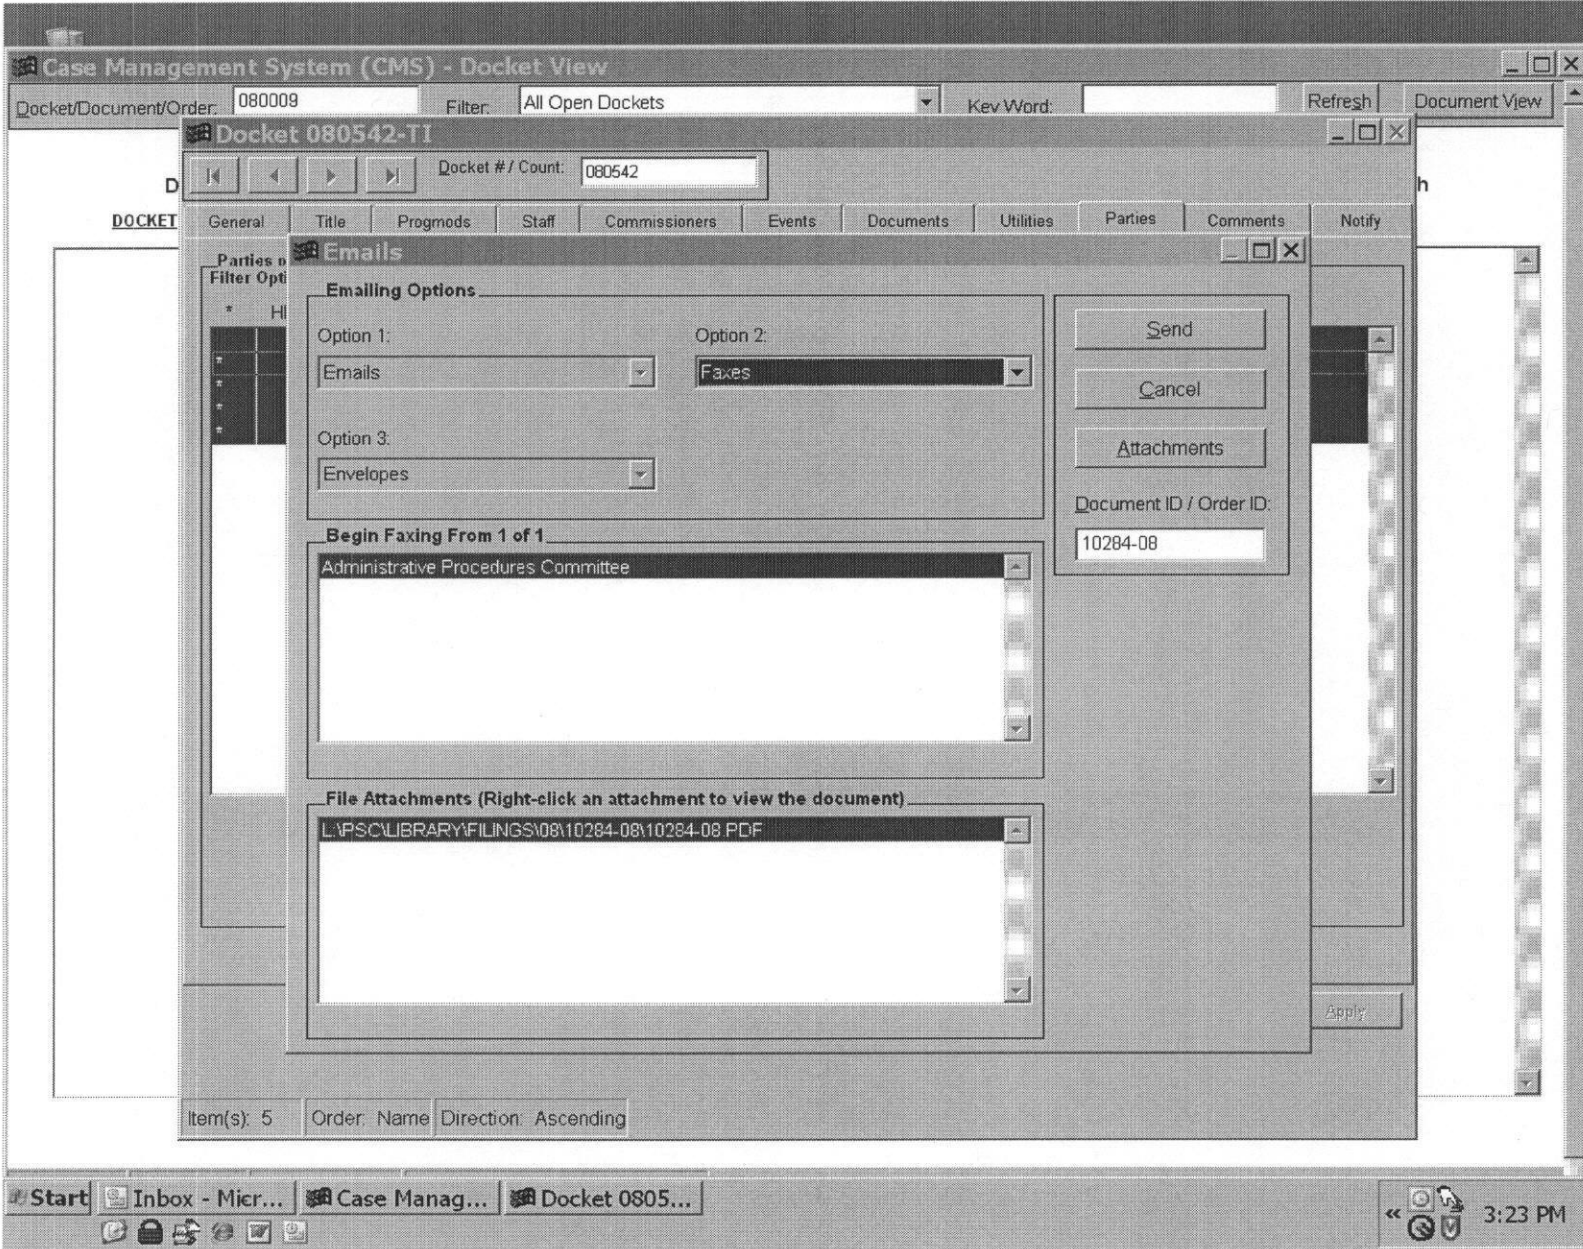 Case Management System (CMS) - Docket View
Docket/Document/Order: 080009 Filter: All Open Dockets Key Word: Refresh Document View
Docket 080542-TI
Docket # / Count: 080542
D h
DOCKET General Title Progmods Staff Commissioners Events Documents Utilities Parties Comments Notify
Parties o
Filter Opti
* HI
*
*
*
*
Emails
Emailing Options
Option 1: Option 2:
Emails Faxes
Option 3:
Envelopes
Send
Cancel
Attachments
Document ID / Order ID:
10284-08
Begin Faxing From 1 of 1
Administrative Procedures Committee
File Attachments (Right-click an attachment to view the document)
L:\PSC\LIBRARY\FILINGS\08\10284-08\10284-08.PDF
Apply
Item(s): 5 Order: Name Direction: Ascending
Start Inbox - Micr... Case Manag... Docket 0805... « 3:23 PM